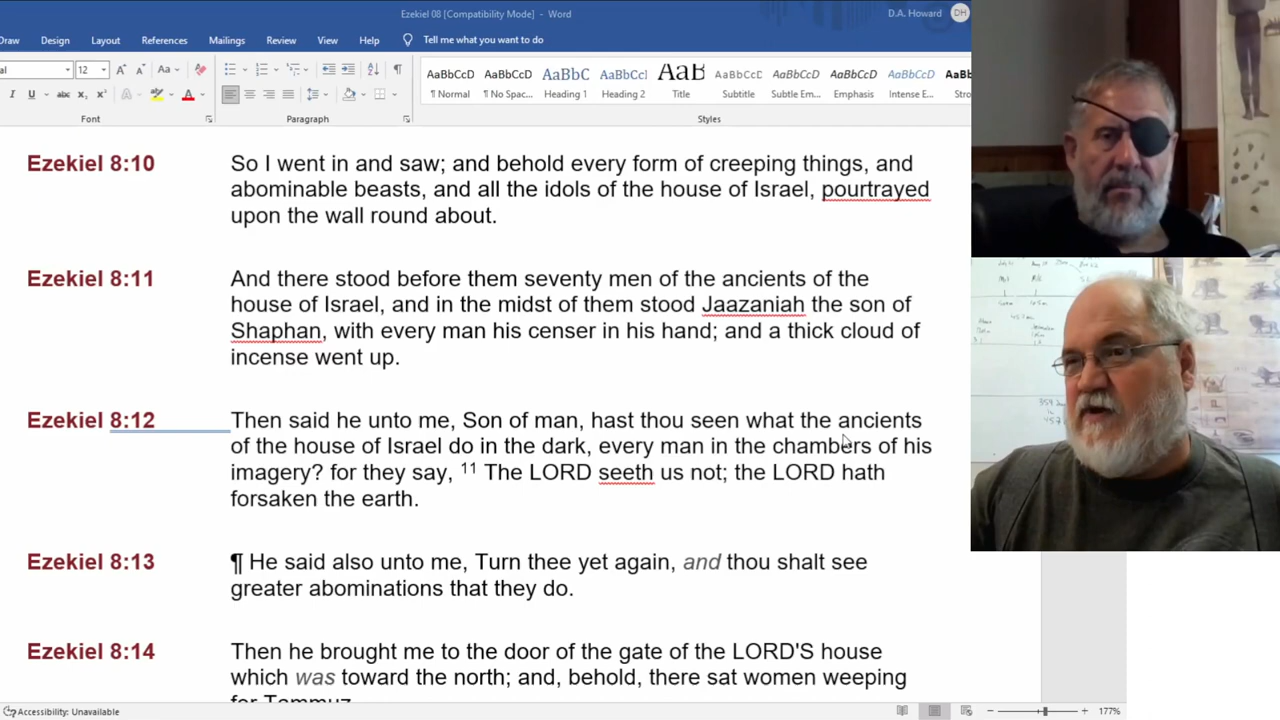 Ezekiel 08 [Compatibility Mode] - Word
D.A. Howard DH
Draw Design Layout References Mailings Review View Help Tell me what you want to do
al 12 A A Aa
I U abc x₂ x² A A
AaBbCcD AaBbCcD AaBbC AaBbCcI AaB AaBbCcD AaBbCcD AaBbCcD AaBbCcD AaBb
¶ Normal ¶ No Spac... Heading 1 Heading 2 Title Subtitle Subtle Em... Emphasis Intense E... Stro
Font Paragraph Styles
Ezekiel 8:10 So I went in and saw; and behold every form of creeping things, and
abominable beasts, and all the idols of the house of Israel, pourtrayed
upon the wall round about.
Ezekiel 8:11 And there stood before them seventy men of the ancients of the
house of Israel, and in the midst of them stood Jaazaniah the son of
Shaphan, with every man his censer in his hand; and a thick cloud of
incense went up.
Ezekiel 8:12 Then said he unto me, Son of man, hast thou seen what the ancients
of the house of Israel do in the dark, every man in the chambers of his
imagery? for they say, 11 The LORD seeth us not; the LORD hath
forsaken the earth.
Ezekiel 8:13 ¶ He said also unto me, Turn thee yet again, and thou shalt see
greater abominations that they do.
Ezekiel 8:14 Then he brought me to the door of the gate of the LORD'S house
which was toward the north; and, behold, there sat women weeping
for Tammuz.
Accessibility: Unavailable 177%